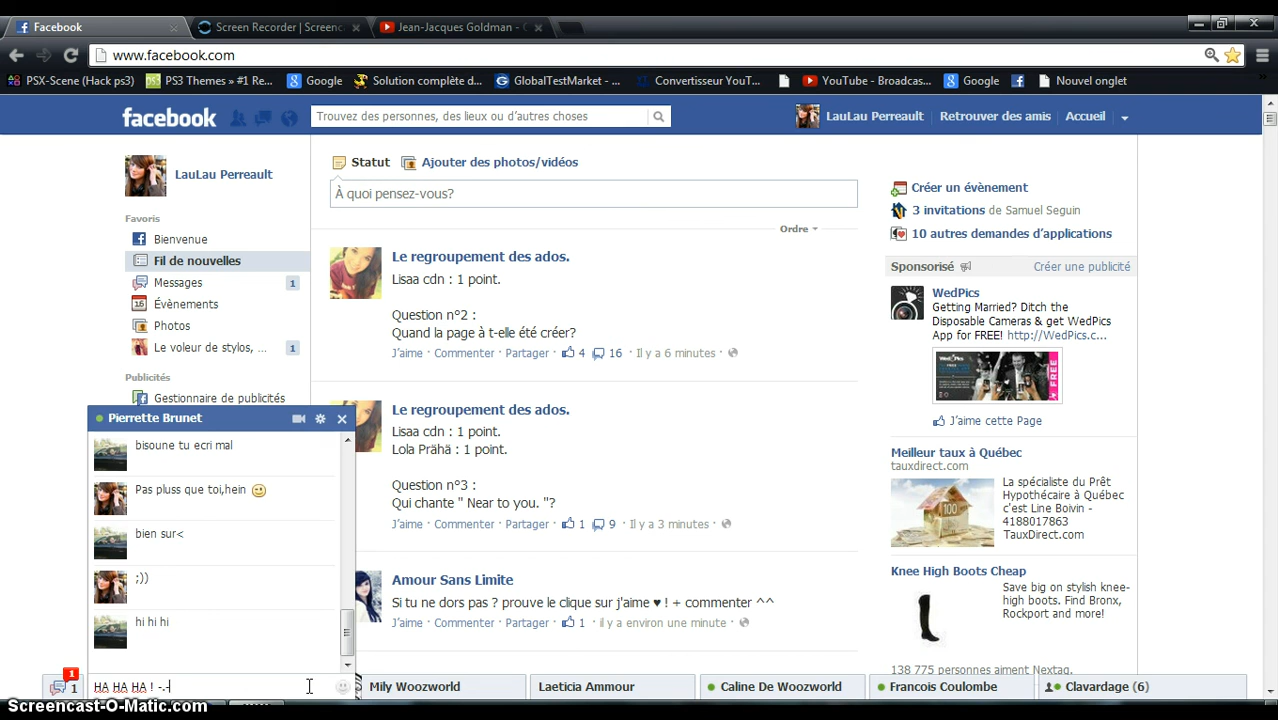 Facebook
Screen Recorder | Screenca
Jean-Jacques Goldman - C
www.facebook.com
PSX-Scene (Hack ps3)
PS3 Themes » #1 Re...
Google
Solution complète d...
GlobalTestMarket - ...
Convertisseur YouT...
YouTube - Broadcas...
Google
Nouvel onglet
facebook
Trouvez des personnes, des lieux ou d'autres choses
LauLau Perreault
Retrouver des amis
Accueil
LauLau Perreault
Favoris
Bienvenue
Fil de nouvelles
Messages 1
16 Évènements
Photos
Le voleur de stylos, ... 1
Publicités
Gestionnaire de publicités
Statut
Ajouter des photos/vidéos
À quoi pensez-vous?
Ordre
Le regroupement des ados.
Lisaa cdn : 1 point.
Question n°2 :
Quand la page à t-elle été créer?
J'aime · Commenter · Partager · 4 16 · Il y a 6 minutes ·
Le regroupement des ados.
Lisaa cdn : 1 point.
Lola Prähä : 1 point.
Question n°3 :
Qui chante " Near to you. "?
J'aime · Commenter · Partager · 1 9 · Il y a 3 minutes ·
Amour Sans Limite
Si tu ne dors pas ? prouve le clique sur j'aime ♥ ! + commenter ^^
J'aime · Commenter · Partager · 1 · il y a environ une minute ·
Créer un évènement
3 invitations de Samuel Seguin
10 autres demandes d'applications
Sponsorisé
Créer une publicité
WedPics
Getting Married? Ditch the
Disposable Cameras & get WedPics
App for FREE! http://WedPics.c...
WedPics
FREE
J'aime cette Page
Meilleur taux à Québec
tauxdirect.com
La spécialiste du Prêt
Hypothécaire à Québec
c'est Line Boivin -
4188017863
TauxDirect.com
100
Knee High Boots Cheap
Save big on stylish knee-
high boots. Find Bronx,
Rockport and more!
138 775 personnes aiment Nextag.
Pierrette Brunet
bisoune tu ecri mal
Pas pluss que toi,hein
bien sur<
;))
hi hi hi
HA HA HA ! -.-
1
1
Mily Woozworld
Laeticia Ammour
Caline De Woozworld
Francois Coulombe
Clavardage (6)
Screencast-O-Matic.com